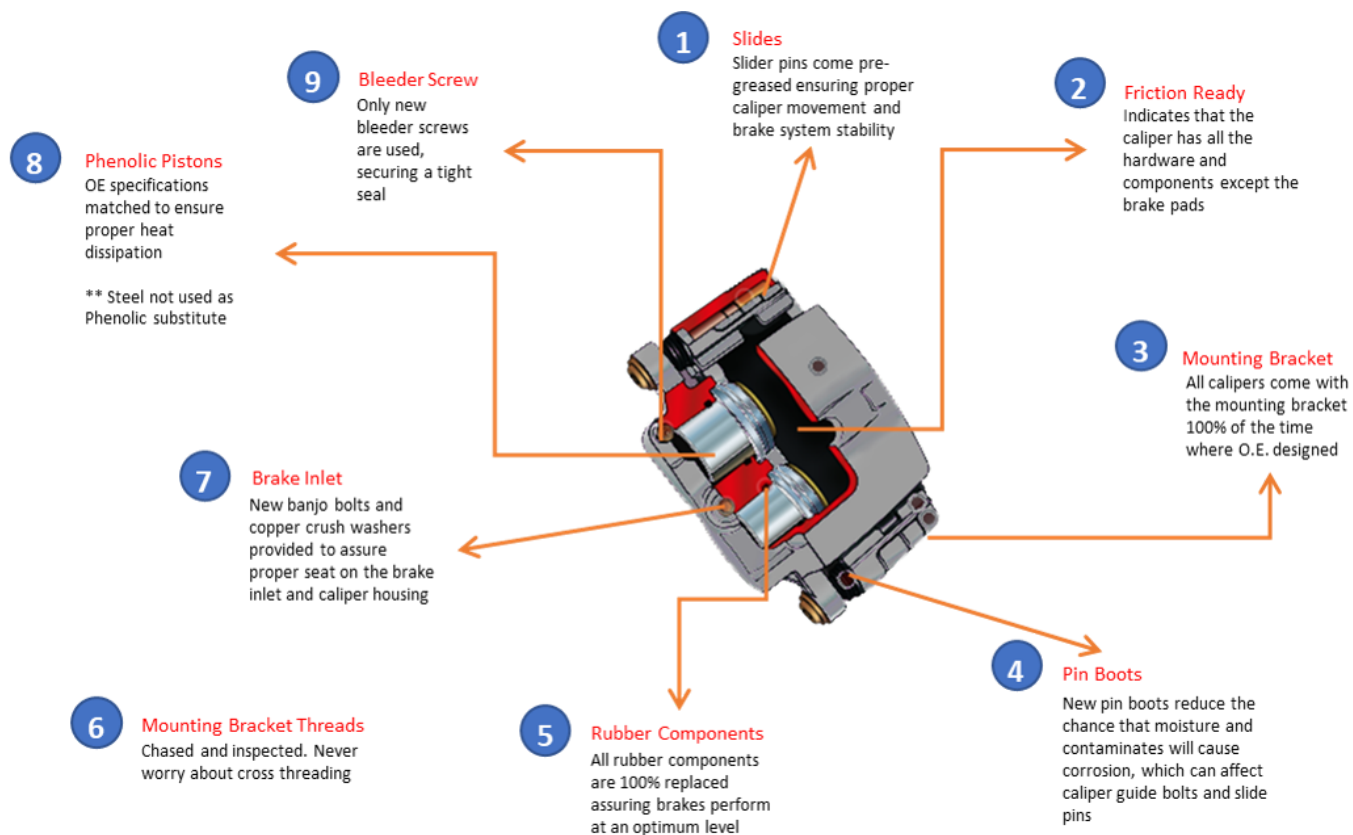 1
Slides
Slider pins come pre-
greased ensuring proper
caliper movement and
brake system stability
2
Friction Ready
Indicates that the
caliper has all the
hardware and
components except the
brake pads
3
Mounting Bracket
All calipers come with
the mounting bracket
100% of the time
where O.E. designed
4
Pin Boots
New pin boots reduce the
chance that moisture and
contaminates will cause
corrosion, which can affect
caliper guide bolts and slide
pins
5
Rubber Components
All rubber components
are 100% replaced
assuring brakes perform
at an optimum level
6
Mounting Bracket Threads
Chased and inspected. Never
worry about cross threading
7
Brake Inlet
New banjo bolts and
copper crush washers
provided to assure
proper seat on the brake
inlet and caliper housing
8
Phenolic Pistons
OE specifications
matched to ensure
proper heat
dissipation
** Steel not used as
Phenolic substitute
9
Bleeder Screw
Only new
bleeder screws
are used,
securing a tight
seal